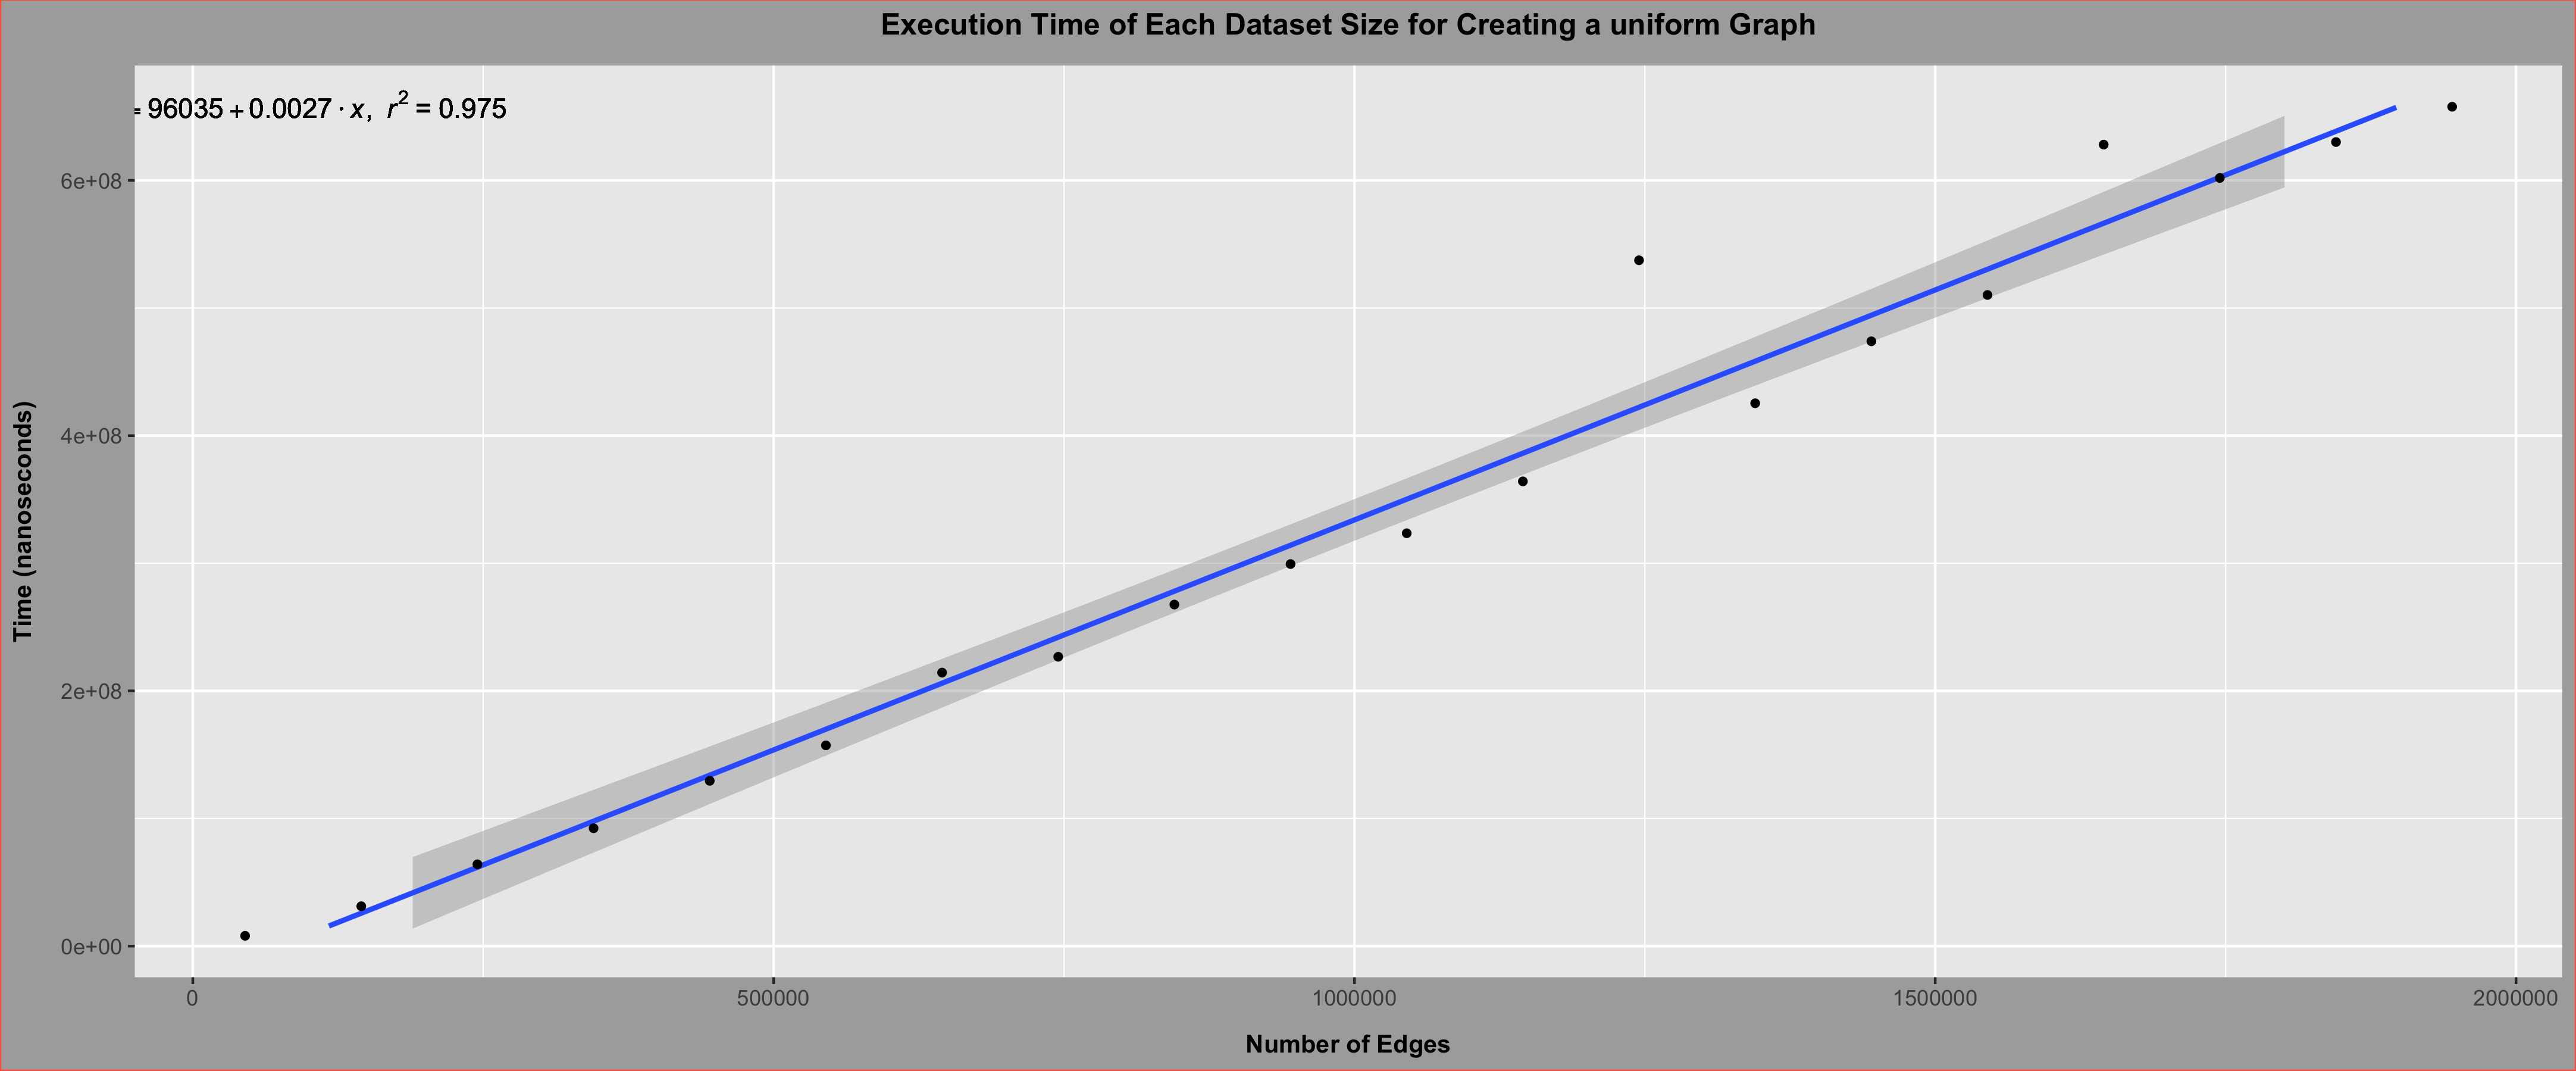 Execution Time of Each Dataset Size for Creating a uniform Graph
= 96035 + 0.0027 · x, r² = 0.975
6e+08
4e+08
2e+08
0e+00
Time (nanoseconds)
0 500000 1000000 1500000 2000000
Number of Edges